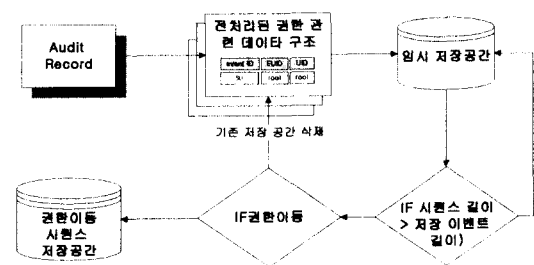 Audit
Record
전처리된 권한 관
련 데이타 구조
EUID UID
su root root
임시 저장공간
기존 저장 공간 삭제
권한이동
시퀀스
저장공간
IF권한이동
IF 시퀀스 길이
> 저장 이벤트
길이)